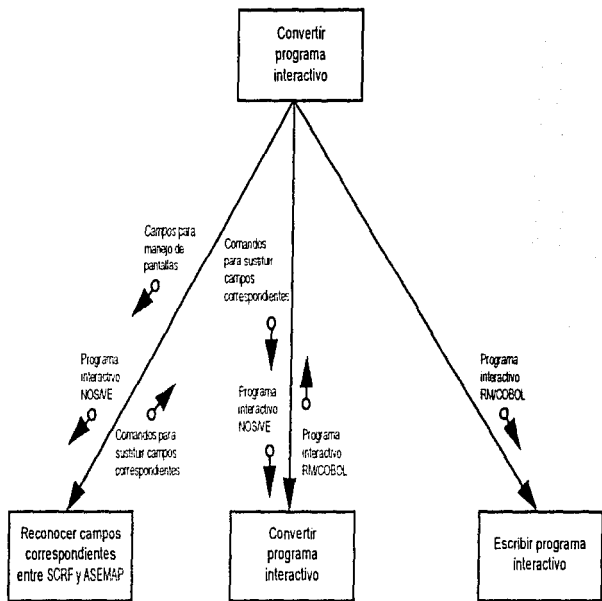 Convertir
programa
interactivo
Campos para
manejo de
pantallas
Comandos
para sustituir
campos
correspondientes
Programa
interactivo
NOS/VE
Comandos para
sustituir campos
correspondientes
Programa
interactivo
NOS/VE
Programa
interactivo
RM/COBOL
Programa
interactivo
RM/COBOL
Reconocer campos
correspondientes
entre SCRF y ASEMAP
Convertir
programa
interactivo
Escribir programa
interactivo